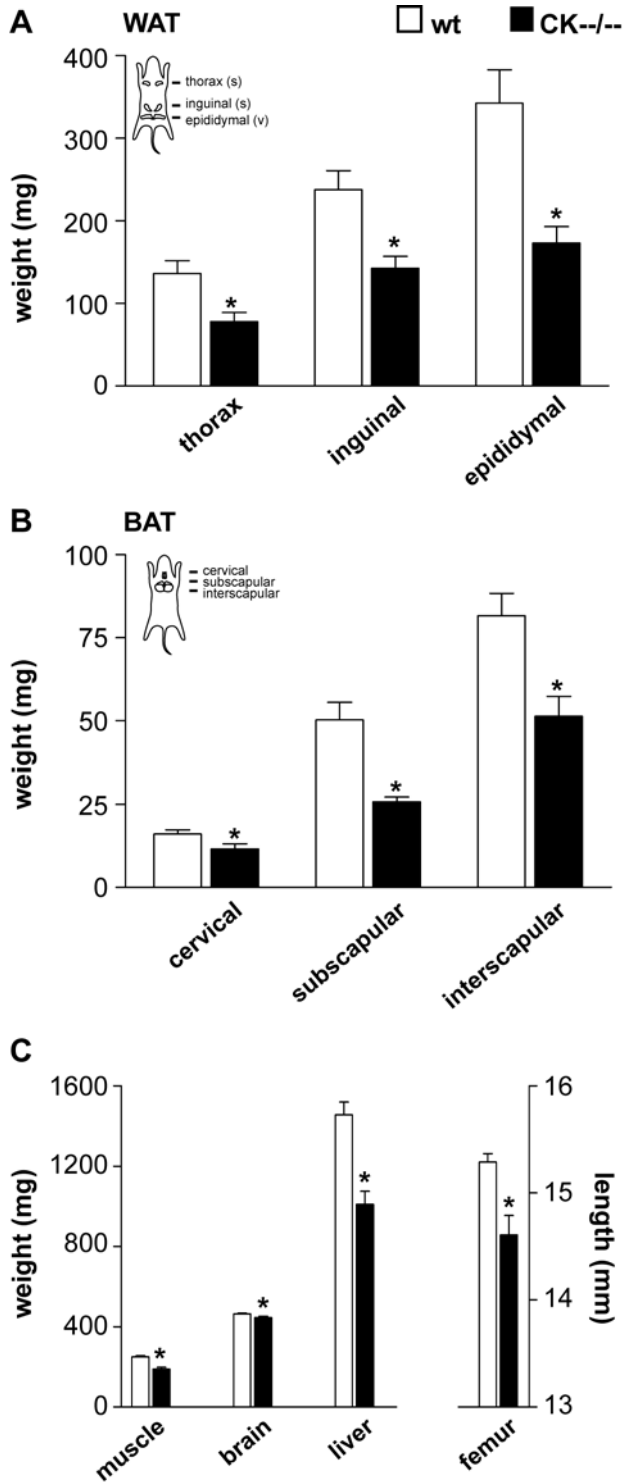 A WAT
wt CK--/--
400
300
200
100
0
weight (mg)
thorax (s)
inguinal (s)
epididymal (v)
*
*
*
thorax
inguinal
epididymal
B BAT
100
75
50
25
0
weight (mg)
cervical
subscapular
interscapular
*
*
*
cervical
subscapular
interscapular
C
1600
1200
800
400
0
weight (mg)
*
*
*
*
16
15
14
13
length (mm)
muscle
brain
liver
femur